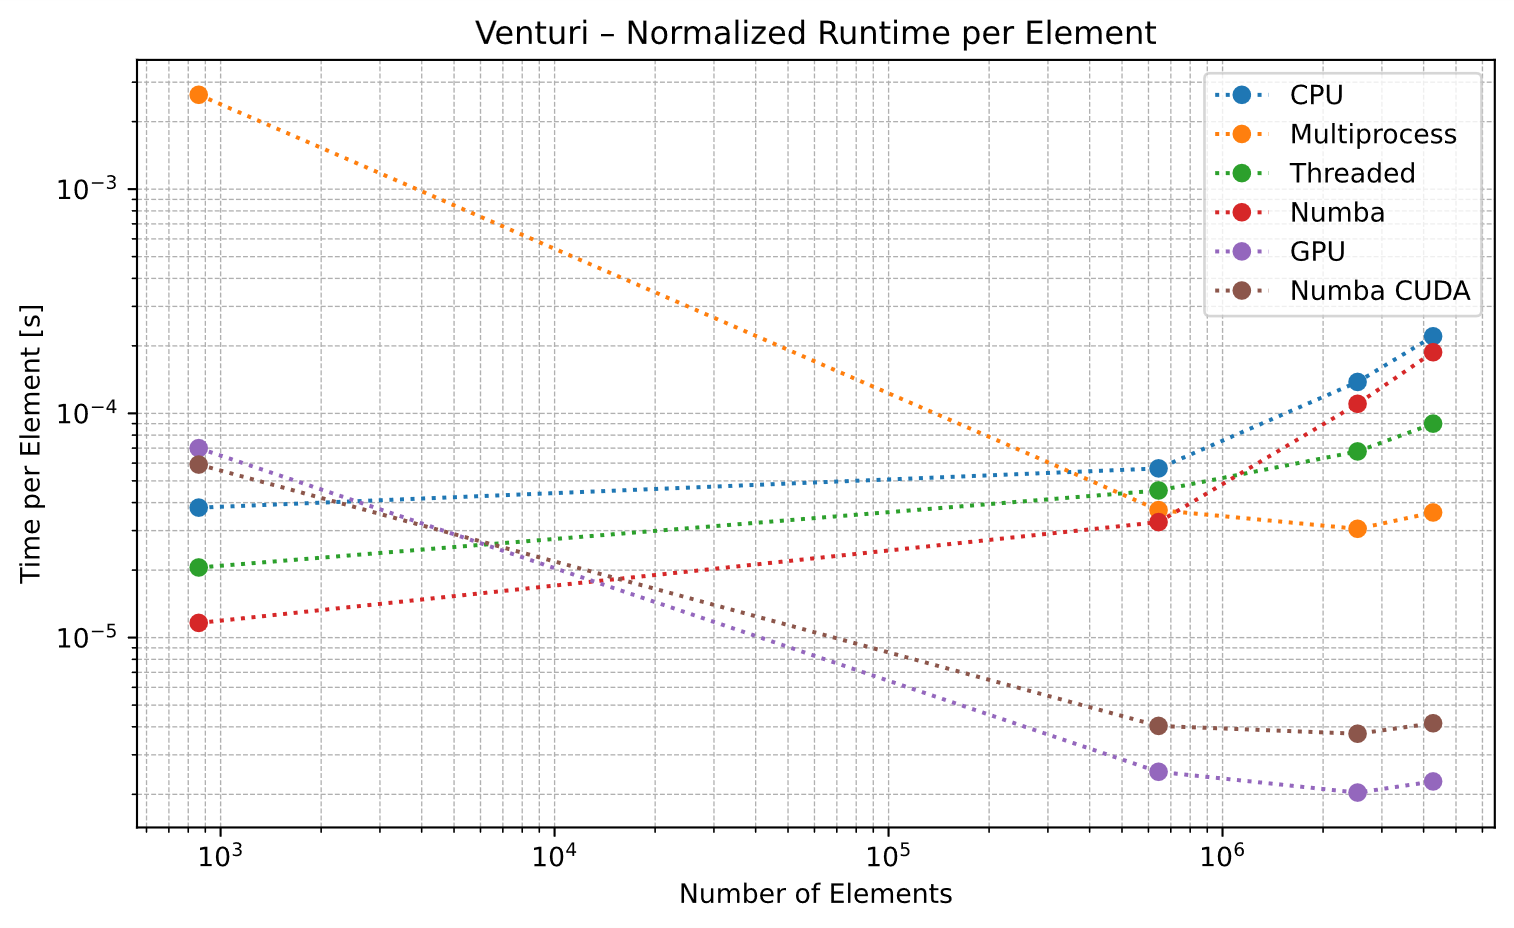 Venturi – Normalized Runtime per Element
CPU
Multiprocess
Threaded
Numba
GPU
Numba CUDA
Time per Element [s]
10⁻³
10⁻⁴
10⁻⁵
10³ 10⁴ 10⁵ 10⁶
Number of Elements